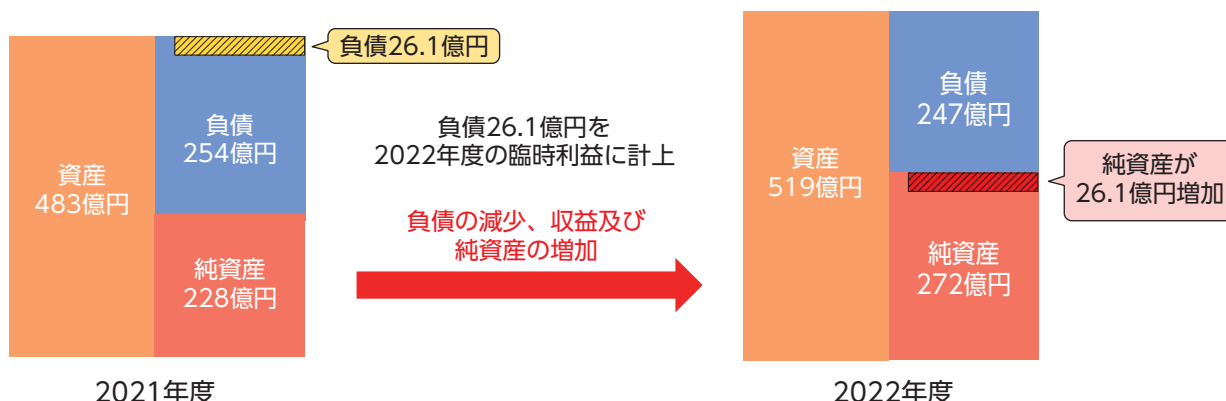 負債26.1億円
資産
483億円
負債
254億円
純資産
228億円
2021年度
負債26.1億円を
2022年度の臨時利益に計上
負債の減少、収益及び
純資産の増加
資産
519億円
負債
247億円
純資産
272億円
純資産が
26.1億円増加
2022年度